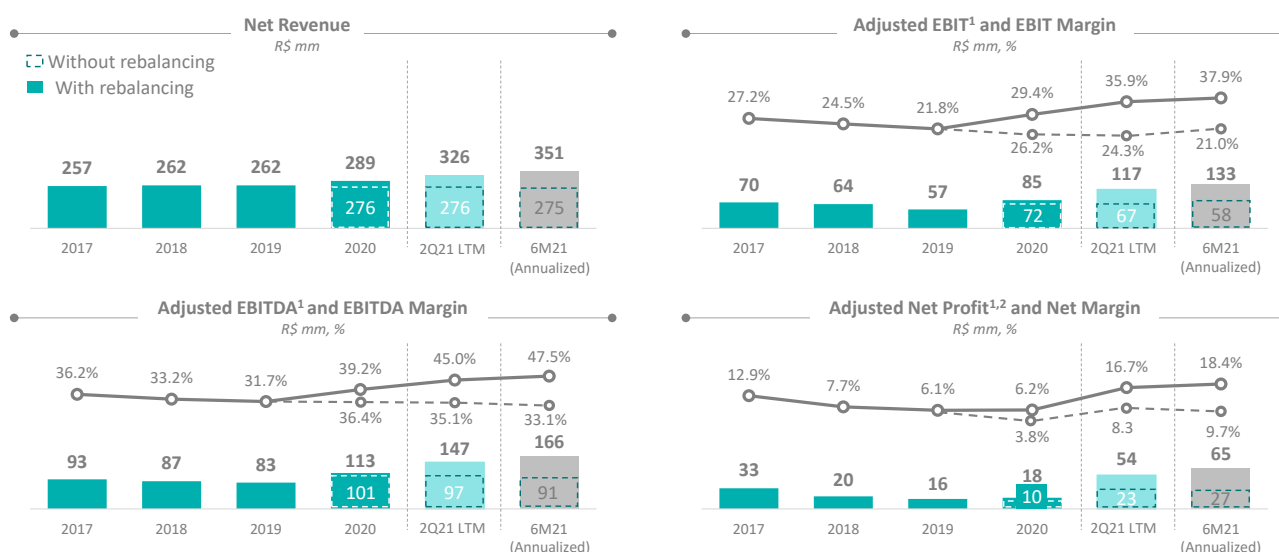 Net Revenue
R$ mm
Without rebalancing
With rebalancing
257 262 262 289 326 351
276 276 275
2017 2018 2019 2020 2Q21 LTM 6M21
(Annualized)
Adjusted EBIT¹ and EBIT Margin
R$ mm, %
27.2% 24.5% 21.8% 29.4% 35.9% 37.9%
26.2% 24.3% 21.0%
70 64 57 85 117 133
72 67 58
2017 2018 2019 2020 2Q21 LTM 6M21
(Annualized)
Adjusted EBITDA¹ and EBITDA Margin
R$ mm, %
36.2% 33.2% 31.7% 39.2% 45.0% 47.5%
36.4% 35.1% 33.1%
93 87 83 113 147 166
101 97 91
2017 2018 2019 2020 2Q21 LTM 6M21
(Annualized)
Adjusted Net Profit¹,² and Net Margin
R$ mm, %
12.9% 7.7% 6.1% 6.2% 16.7% 18.4%
3.8% 8.3 9.7%
33 20 16 18 54 65
10 23 27
2017 2018 2019 2020 2Q21 LTM 6M21
(Annualized)